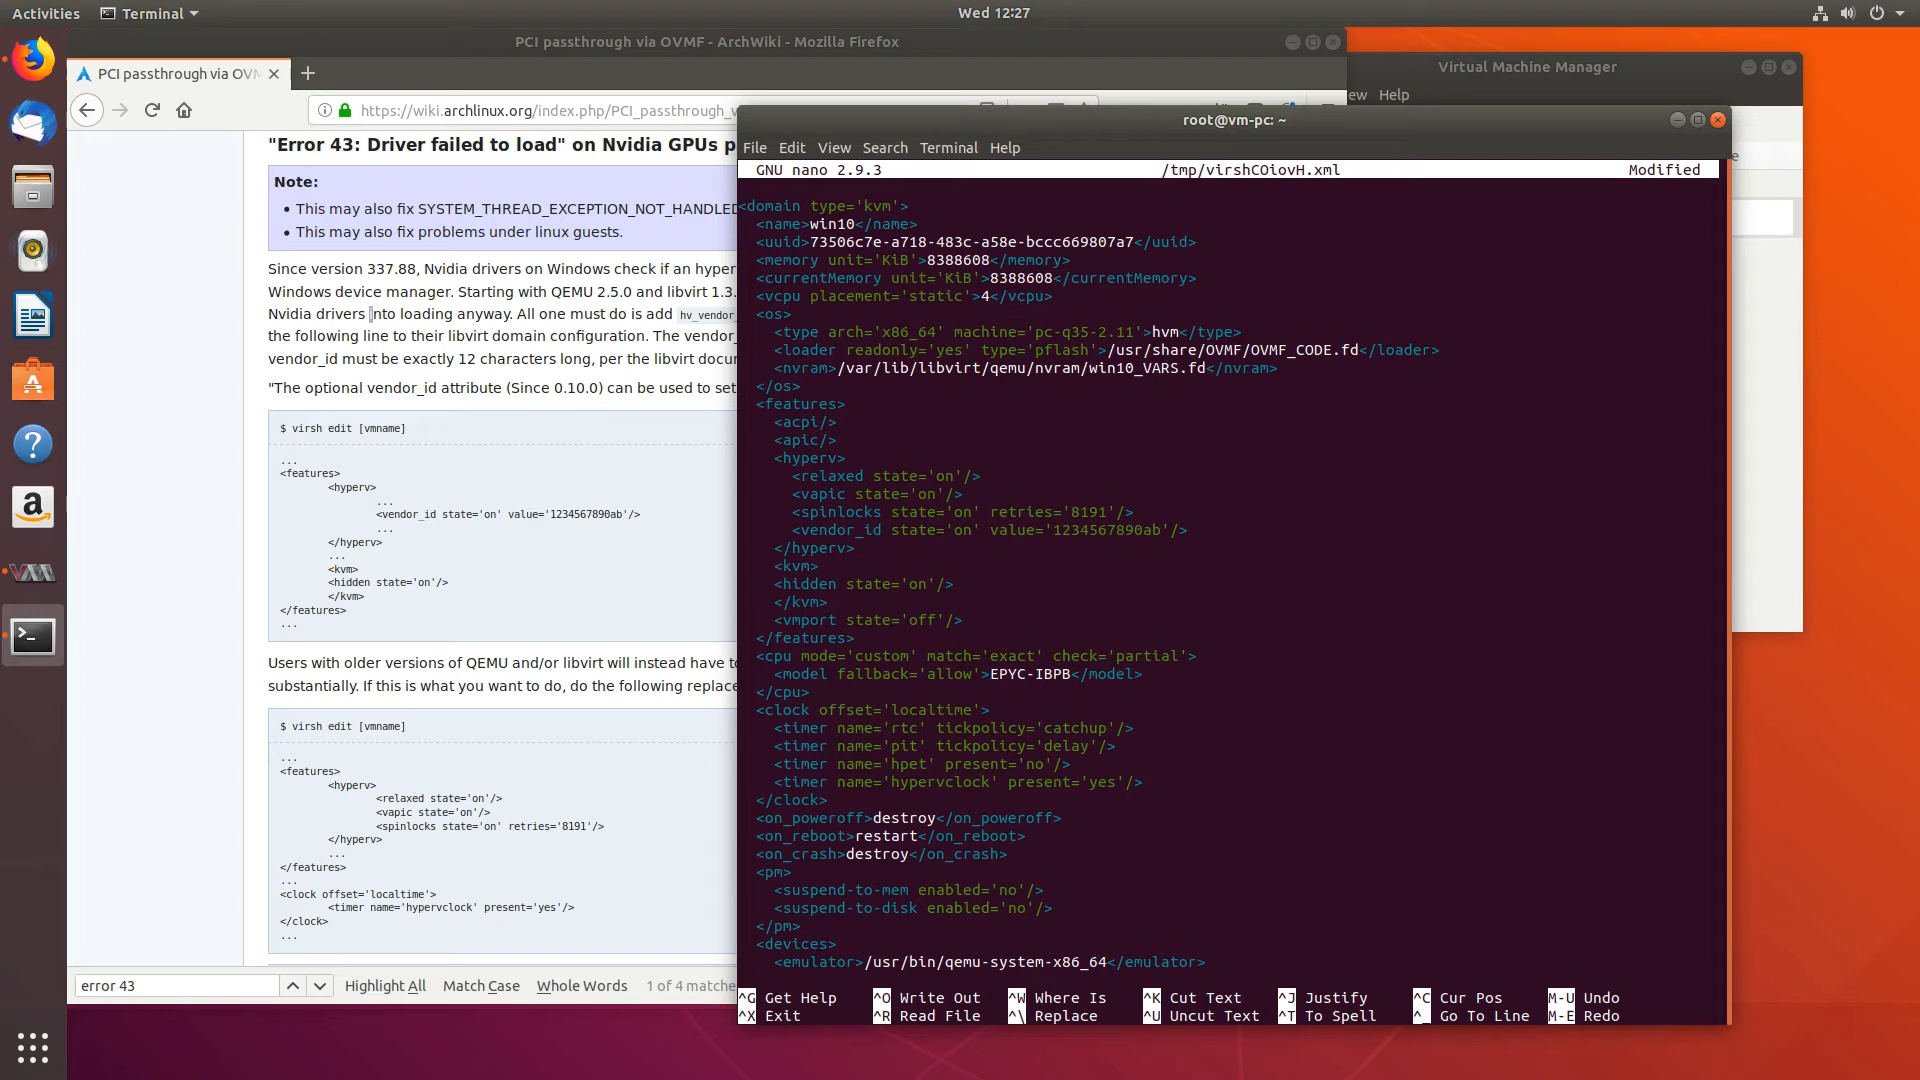 Activities
Terminal
Wed 12:27
PCI passthrough via OVMF - ArchWiki - Mozilla Firefox
PCI passthrough via OV
https://wiki.archlinux.org/index.php/PCI_passthrough_v
"Error 43: Driver failed to load" on Nvidia GPUs p
Note:
• This may also fix SYSTEM_THREAD_EXCEPTION_NOT_HANDLED
• This may also fix problems under linux guests.
Since version 337.88, Nvidia drivers on Windows check if an hyper
Windows device manager. Starting with QEMU 2.5.0 and libvirt 1.3.
Nvidia drivers into loading anyway. All one must do is add hv_vendor_
the following line to their libvirt domain configuration. The vendor_
vendor_id must be exactly 12 characters long, per the libvirt docu
"The optional vendor_id attribute (Since 0.10.0) can be used to set
$ virsh edit [vmname]
...
<features>
<hyperv>
...
<vendor_id state='on' value='1234567890ab'/>
...
</hyperv>
...
<kvm>
<hidden state='on'/>
</kvm>
</features>
...
Users with older versions of QEMU and/or libvirt will instead have to
substantially. If this is what you want to do, do the following replace
$ virsh edit [vmname]
...
<features>
<hyperv>
<relaxed state='on'/>
<vapic state='on'/>
<spinlocks state='on' retries='8191'/>
</hyperv>
...
</features>
...
<clock offset='localtime'>
<timer name='hypervclock' present='yes'/>
</clock>
...
error 43
Highlight All
Match Case
Whole Words
1 of 4 matche
Virtual Machine Manager
ew
Help
e
root@vm-pc: ~
File Edit View Search Terminal Help
GNU nano 2.9.3 /tmp/virshCOiovH.xml Modified
<domain type='kvm'>
<name>win10</name>
<uuid>73506c7e-a718-483c-a58e-bccc669807a7</uuid>
<memory unit='KiB'>8388608</memory>
<currentMemory unit='KiB'>8388608</currentMemory>
<vcpu placement='static'>4</vcpu>
<os>
<type arch='x86_64' machine='pc-q35-2.11'>hvm</type>
<loader readonly='yes' type='pflash'>/usr/share/OVMF/OVMF_CODE.fd</loader>
<nvram>/var/lib/libvirt/qemu/nvram/win10_VARS.fd</nvram>
</os>
<features>
<acpi/>
<apic/>
<hyperv>
<relaxed state='on'/>
<vapic state='on'/>
<spinlocks state='on' retries='8191'/>
<vendor_id state='on' value='1234567890ab'/>
</hyperv>
<kvm>
<hidden state='on'/>
</kvm>
<vmport state='off'/>
</features>
<cpu mode='custom' match='exact' check='partial'>
<model fallback='allow'>EPYC-IBPB</model>
</cpu>
<clock offset='localtime'>
<timer name='rtc' tickpolicy='catchup'/>
<timer name='pit' tickpolicy='delay'/>
<timer name='hpet' present='no'/>
<timer name='hypervclock' present='yes'/>
</clock>
<on_poweroff>destroy</on_poweroff>
<on_reboot>restart</on_reboot>
<on_crash>destroy</on_crash>
<pm>
<suspend-to-mem enabled='no'/>
<suspend-to-disk enabled='no'/>
</pm>
<devices>
<emulator>/usr/bin/qemu-system-x86_64</emulator>
^G Get Help ^O Write Out ^W Where Is ^K Cut Text ^J Justify ^C Cur Pos M-U Undo
^X Exit ^R Read File ^\ Replace ^U Uncut Text ^T To Spell ^_ Go To Line M-E Redo